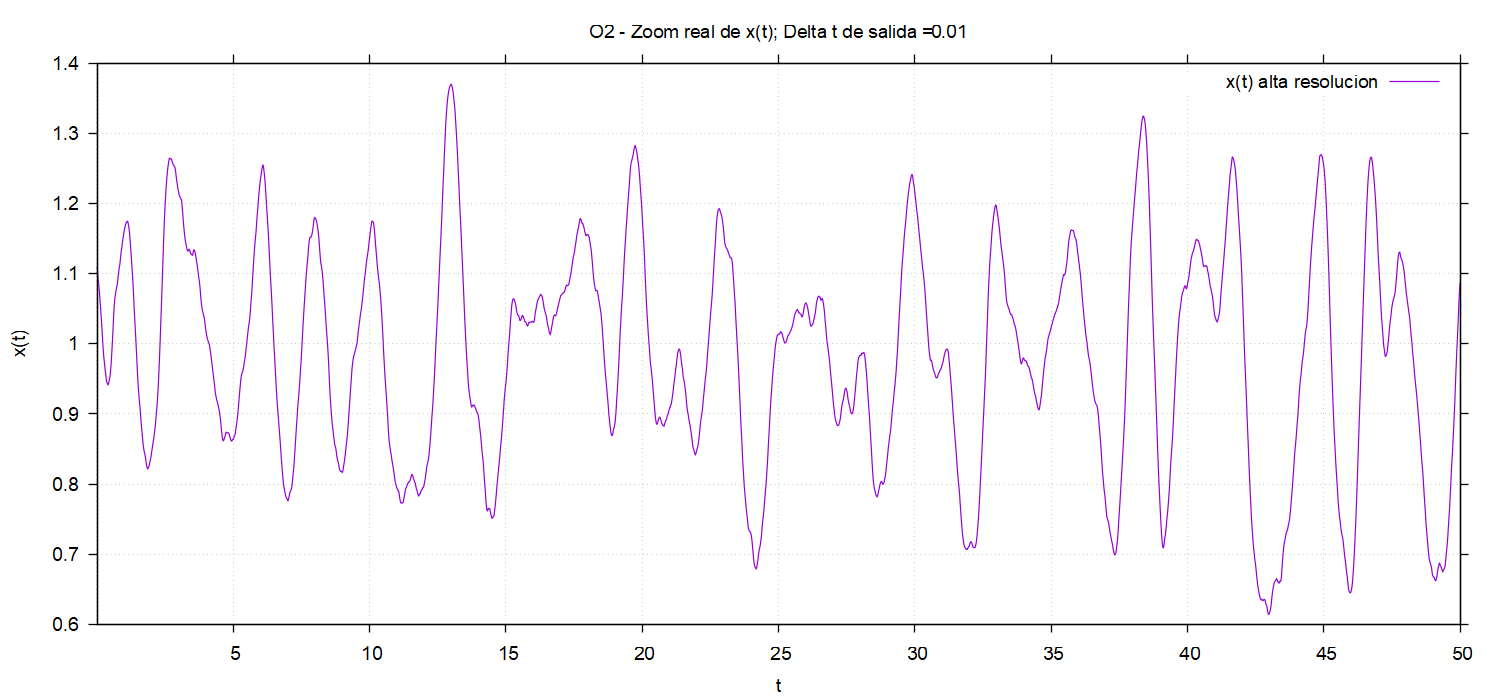 O2 - Zoom real de x(t); Delta t de salida =0.01
x(t) alta resolucion
1.4
1.3
1.2
1.1
1
0.9
0.8
0.7
0.6
x(t)
5 10 15 20 25 30 35 40 45 50
t